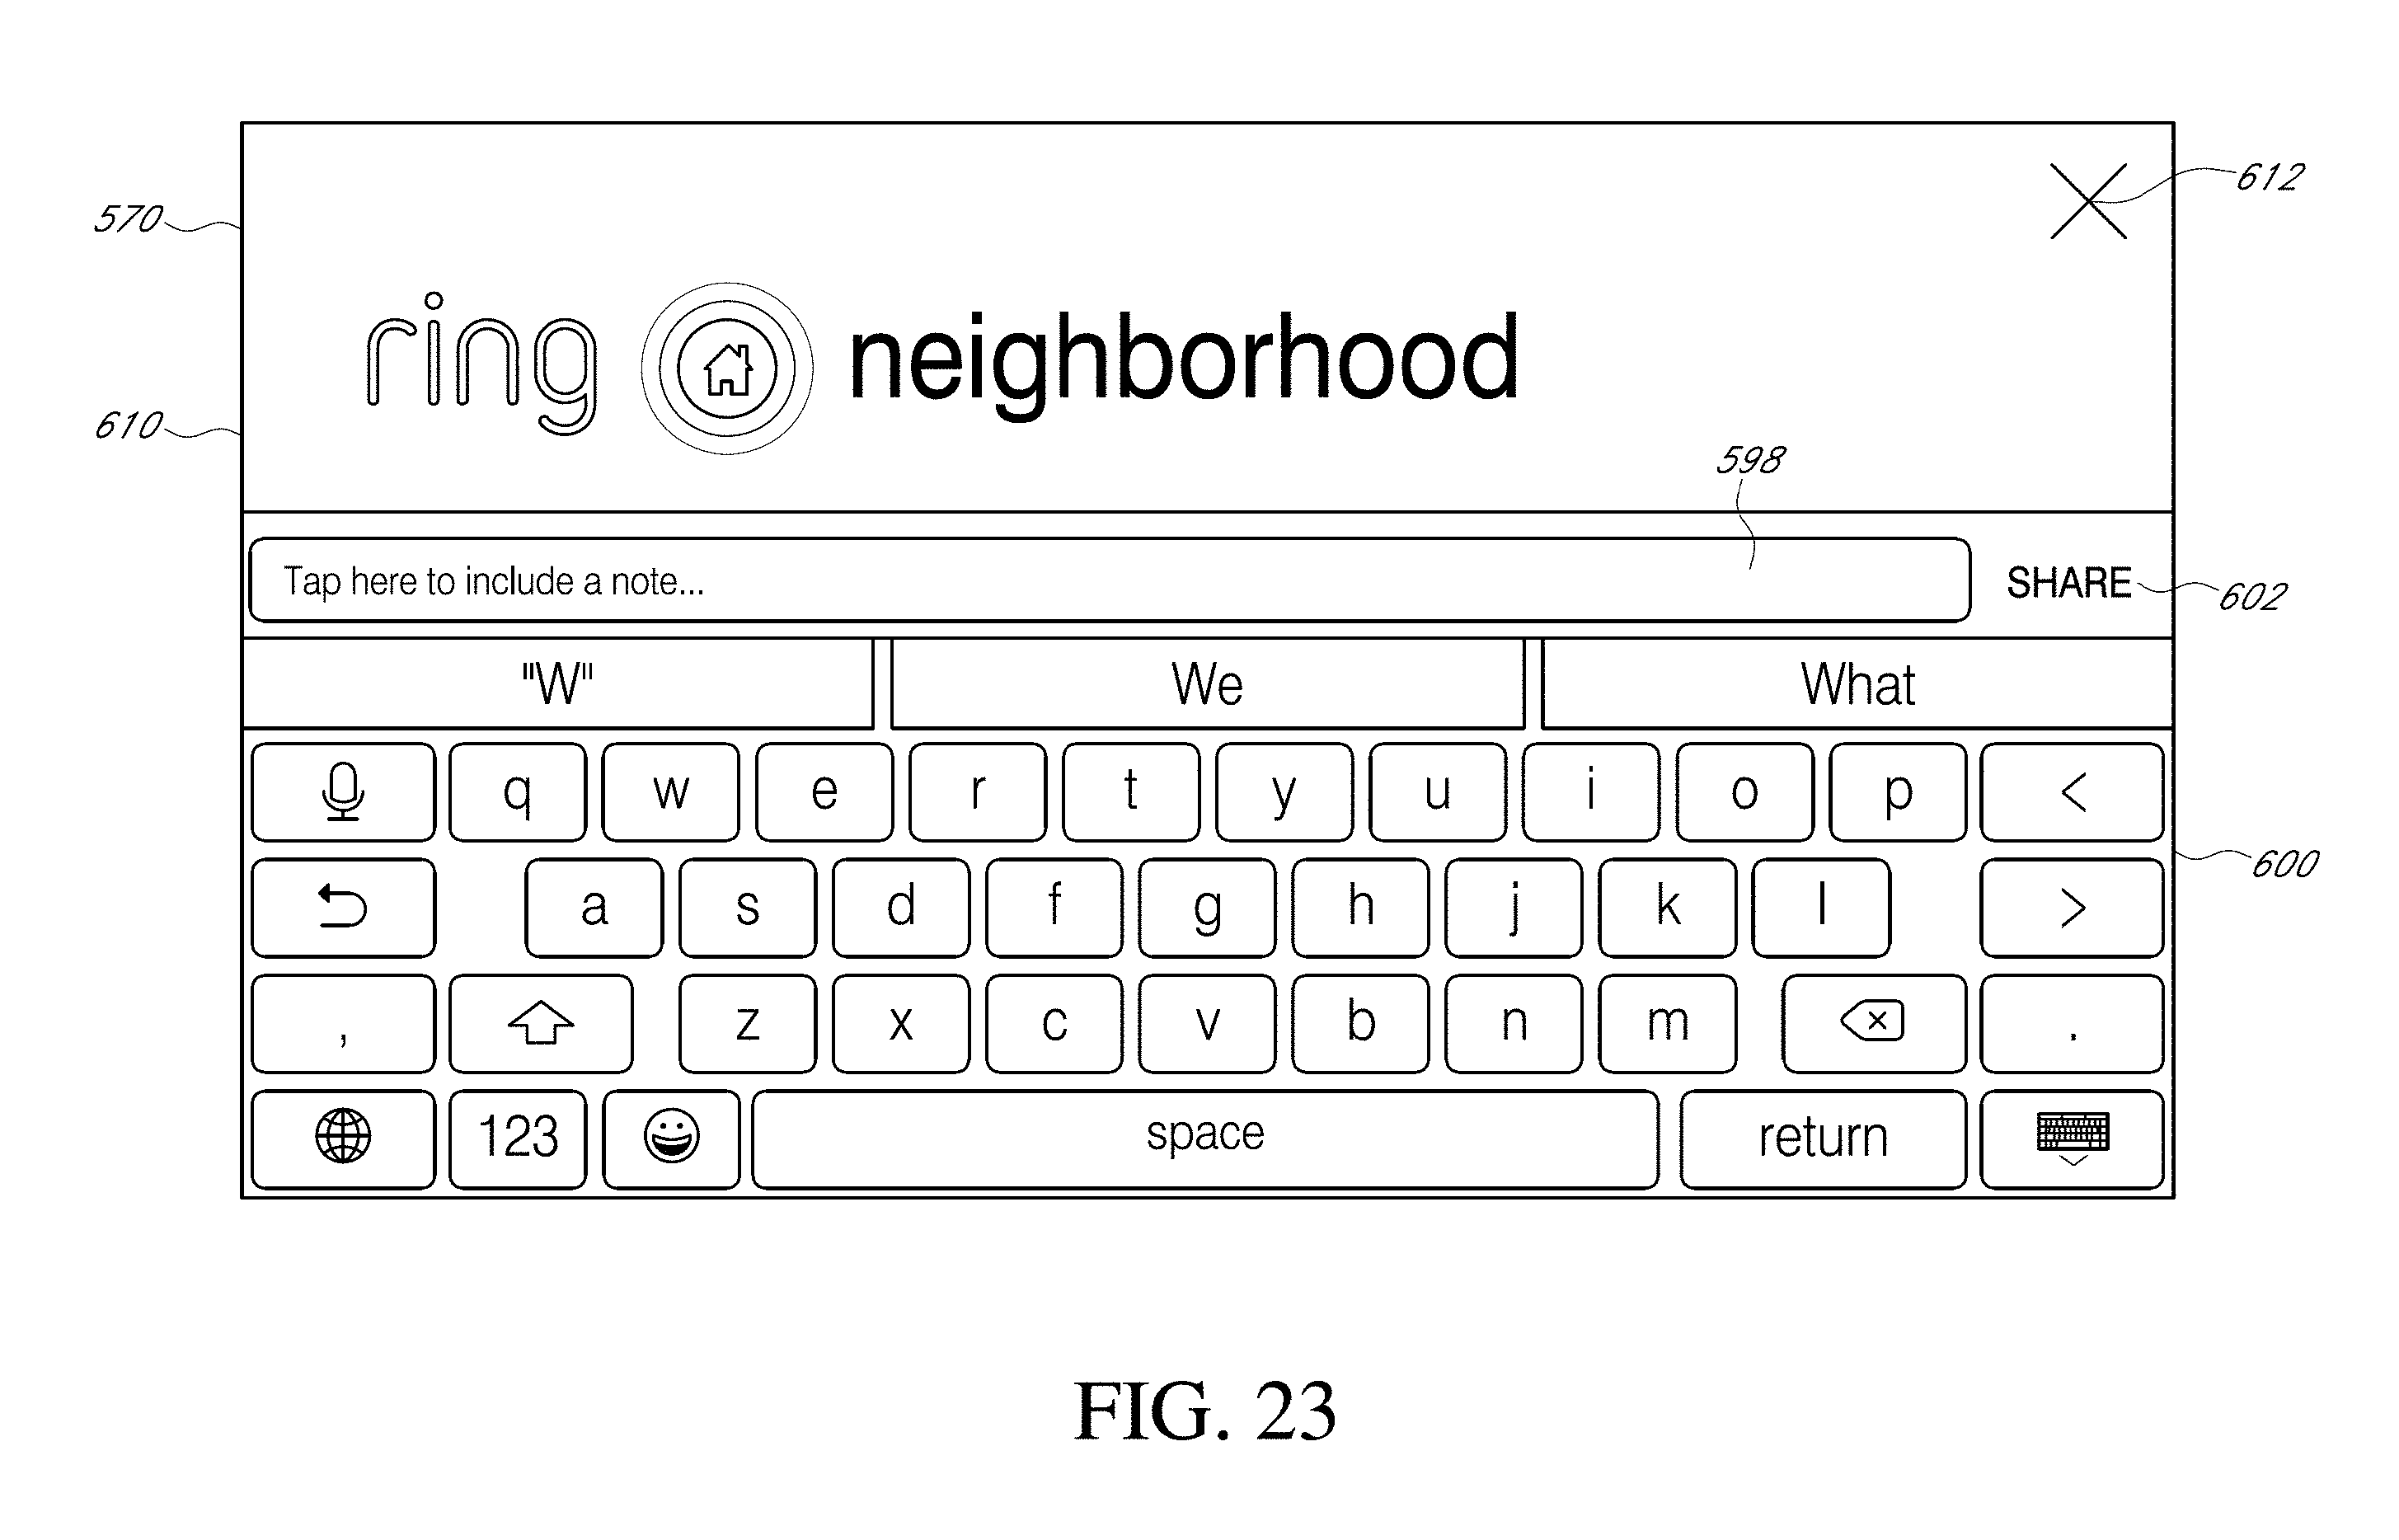 612
570
ring neighborhood
610
598
Tap here to include a note... SHARE
602
"W" We What
q w e r t y u i o p <
600
a s d f g h j k l >
, z x c v b n m .
123 space return
FIG. 23